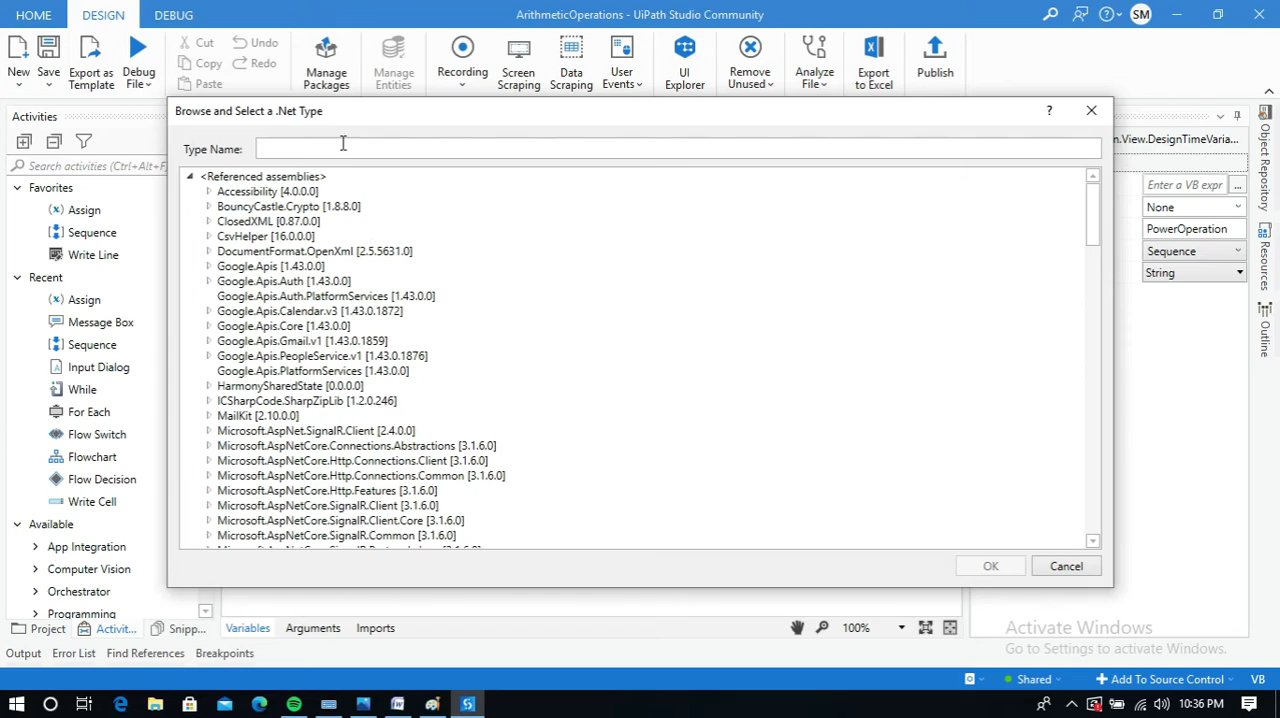 HOME DESIGN DEBUG ArithmeticOperations - UiPath Studio Community SM
New Save Export as Template Debug File Cut Copy Paste Undo Redo Manage Packages Manage Entities Recording Screen Scraping Data Scraping User Events UI Explorer Remove Unused Analyze File Export to Excel Publish
Activities
Search activities (Ctrl+Alt+F)
Favorites
Assign
Sequence
Write Line
Recent
Assign
Message Box
Sequence
Input Dialog
While
For Each
Flow Switch
Flowchart
Flow Decision
Write Cell
Available
App Integration
Computer Vision
Orchestrator
Programming
Browse and Select a .Net Type ?
Type Name:
<Referenced assemblies>
Accessibility [4.0.0.0]
BouncyCastle.Crypto [1.8.8.0]
ClosedXML [0.87.0.0]
CsvHelper [16.0.0.0]
DocumentFormat.OpenXml [2.5.5631.0]
Google.Apis [1.43.0.0]
Google.Apis.Auth [1.43.0.0]
Google.Apis.Auth.PlatformServices [1.43.0.0]
Google.Apis.Calendar.v3 [1.43.0.1872]
Google.Apis.Core [1.43.0.0]
Google.Apis.Gmail.v1 [1.43.0.1859]
Google.Apis.PeopleService.v1 [1.43.0.1876]
Google.Apis.PlatformServices [1.43.0.0]
HarmonySharedState [0.0.0.0]
ICSharpCode.SharpZipLib [1.2.0.246]
MailKit [2.10.0.0]
Microsoft.AspNet.SignalR.Client [2.4.0.0]
Microsoft.AspNetCore.Connections.Abstractions [3.1.6.0]
Microsoft.AspNetCore.Http.Connections.Client [3.1.6.0]
Microsoft.AspNetCore.Http.Connections.Common [3.1.6.0]
Microsoft.AspNetCore.Http.Features [3.1.6.0]
Microsoft.AspNetCore.SignalR.Client [3.1.6.0]
Microsoft.AspNetCore.SignalR.Client.Core [3.1.6.0]
Microsoft.AspNetCore.SignalR.Common [3.1.6.0]
OK Cancel
n.View.DesignTimeVaria...
Enter a VB expr ...
None
PowerOperation
Sequence
String
Object Repository
Resources
Outline
Project Activit... Snipp... Variables Arguments Imports 100%
Activate Windows
Go to Settings to activate Windows.
Output Error List Find References Breakpoints
Shared Add To Source Control VB
10:36 PM